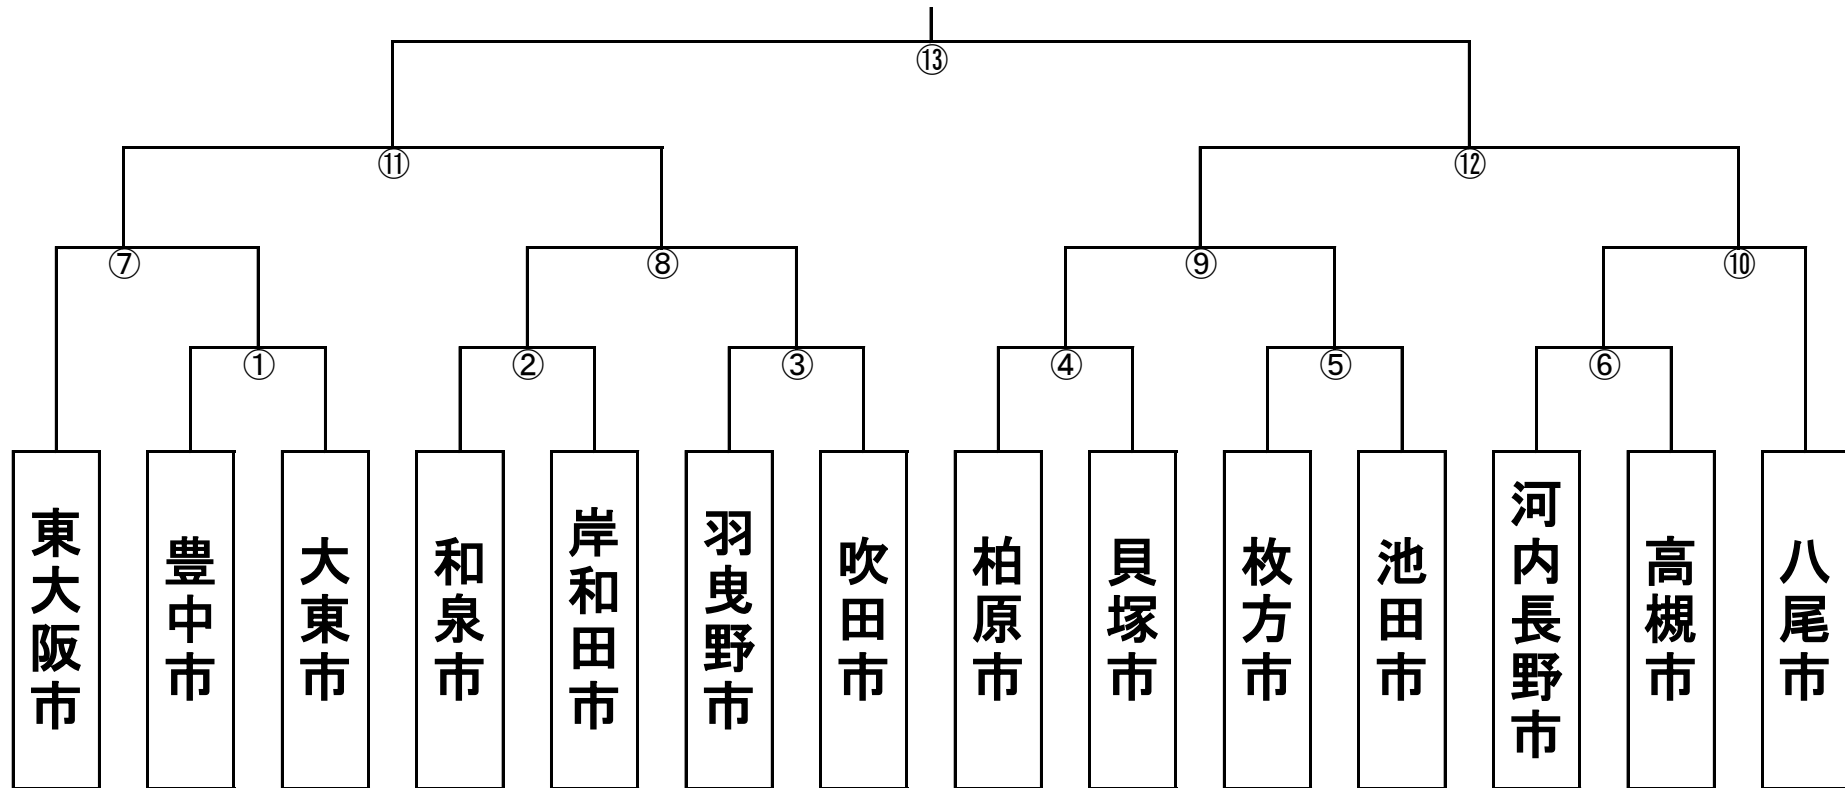 ⑬
⑪
⑫
⑦
⑧
⑨
⑩
①
②
③
④
⑤
⑥
東大阪市
豊中市
大東市
和泉市
岸和田市
羽曳野市
吹田市
柏原市
貝塚市
枚方市
池田市
河内長野市
高槻市
八尾市